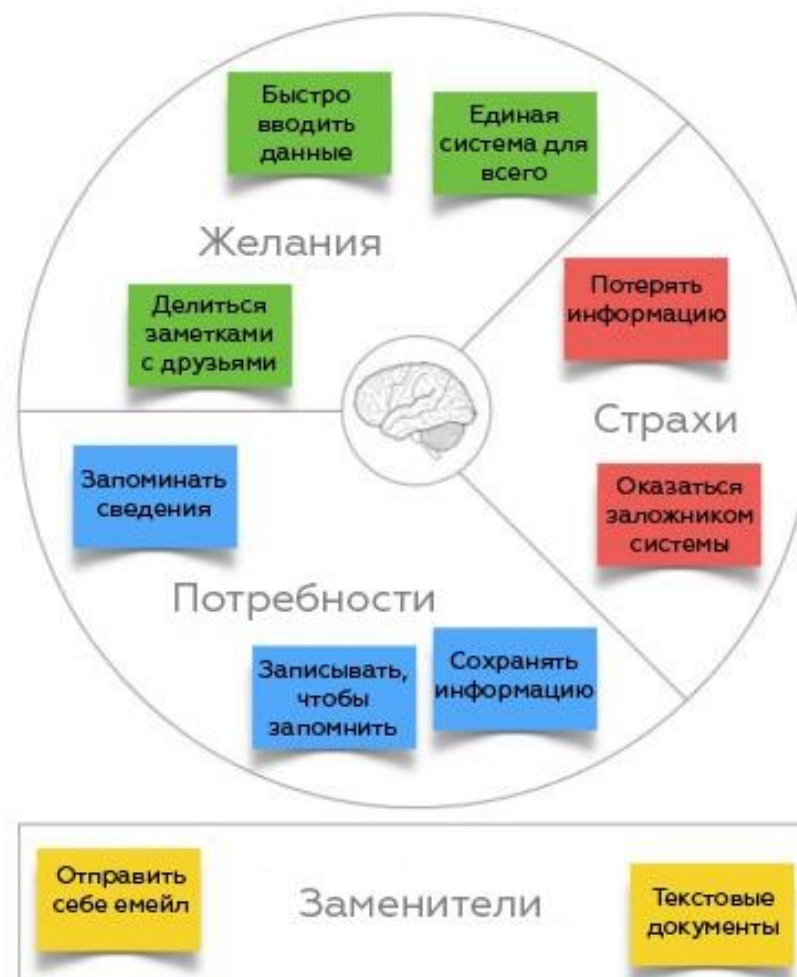 Быстро
вводить
данные
Единая
система для
всего
Желания
Делиться
заметками
с друзьями
Потерять
информацию
Страхи
Оказаться
заложником
системы
Запоминать
сведения
Потребности
Записывать,
чтобы
запомнить
Сохранять
информацию
Отправить
себе емейл
Заменители
Текстовые
документы